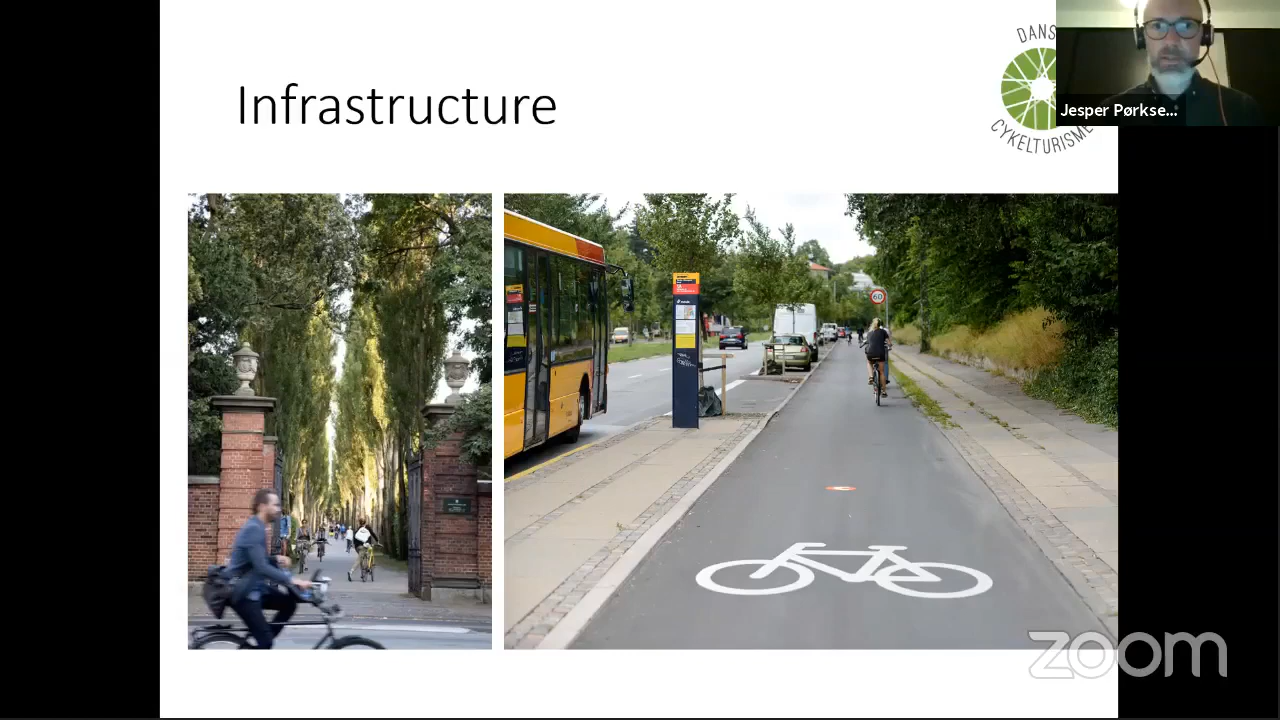 Infrastructure
DANS
CYKELTURISME
Jesper Pørkse...
60
zoom